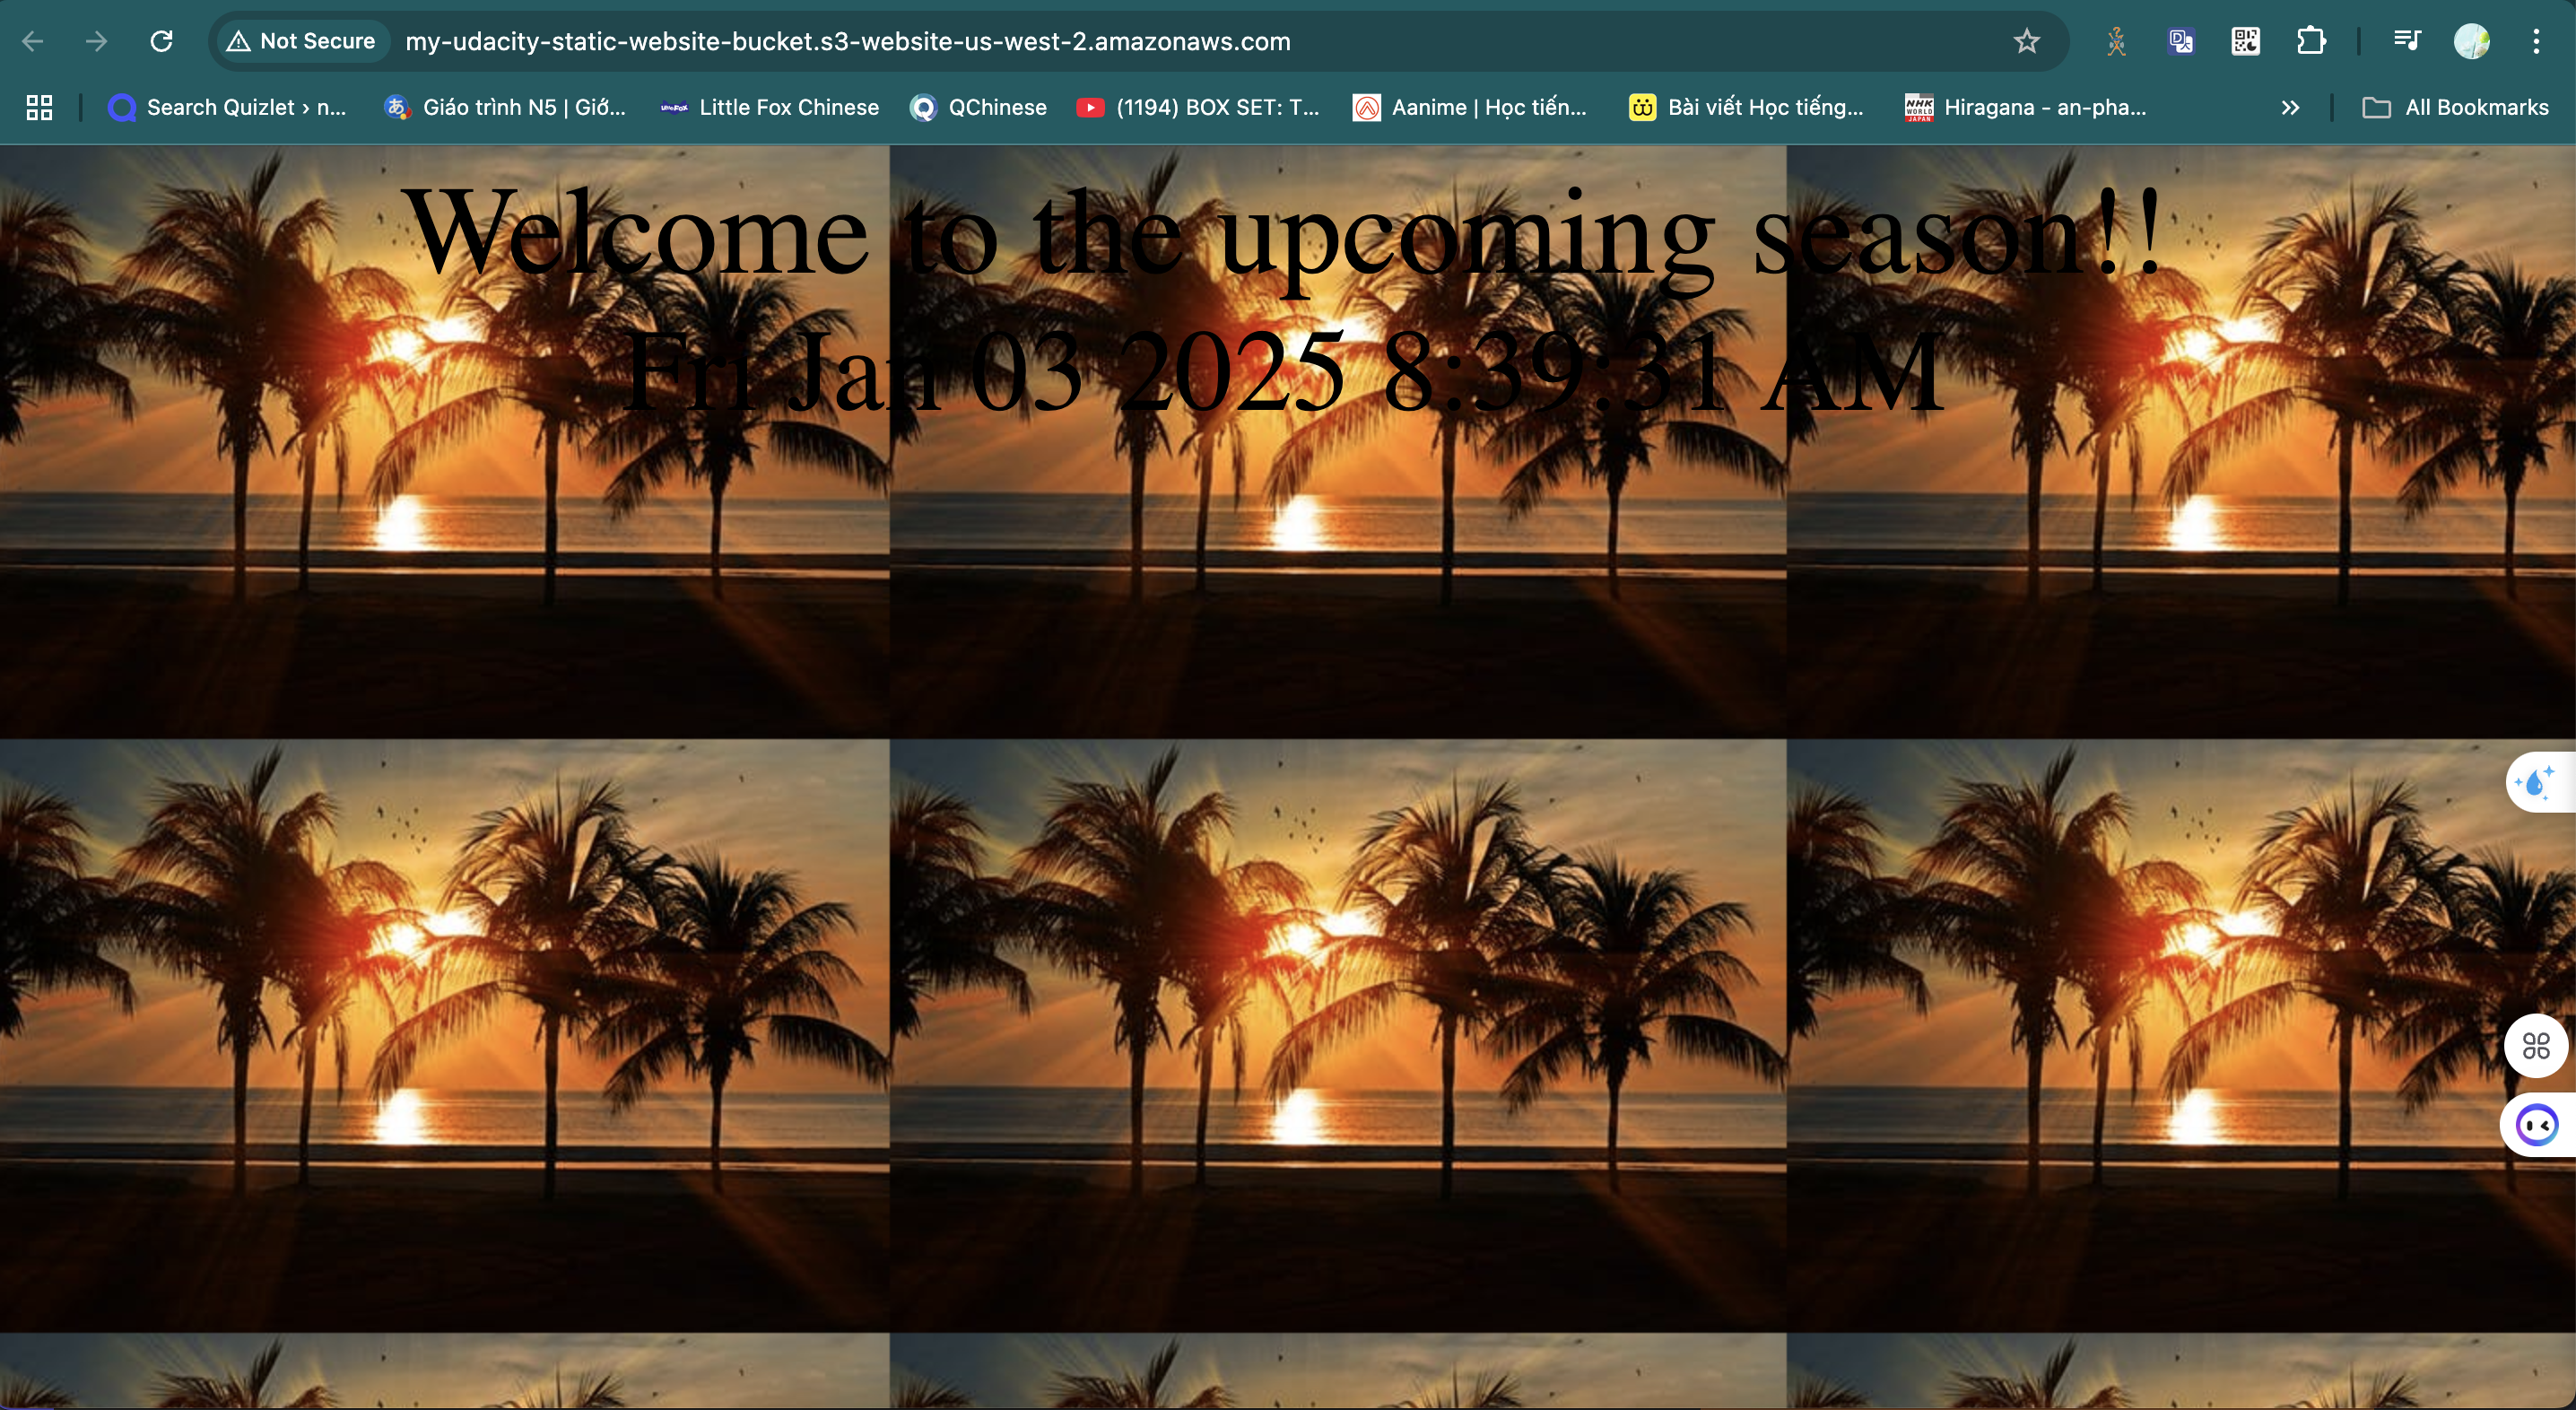 Not Secure my-udacity-static-website-bucket.s3-website-us-west-2.amazonaws.com
Search Quizlet › n... Giáo trình N5 | Giớ... Little Fox Chinese QChinese (1194) BOX SET: T... Aanime | Học tiến... Bài viết Học tiếng... Hiragana - an-pha... All Bookmarks
Welcome to the upcoming season!!
Fri Jan 03 2025 8:39:31 AM